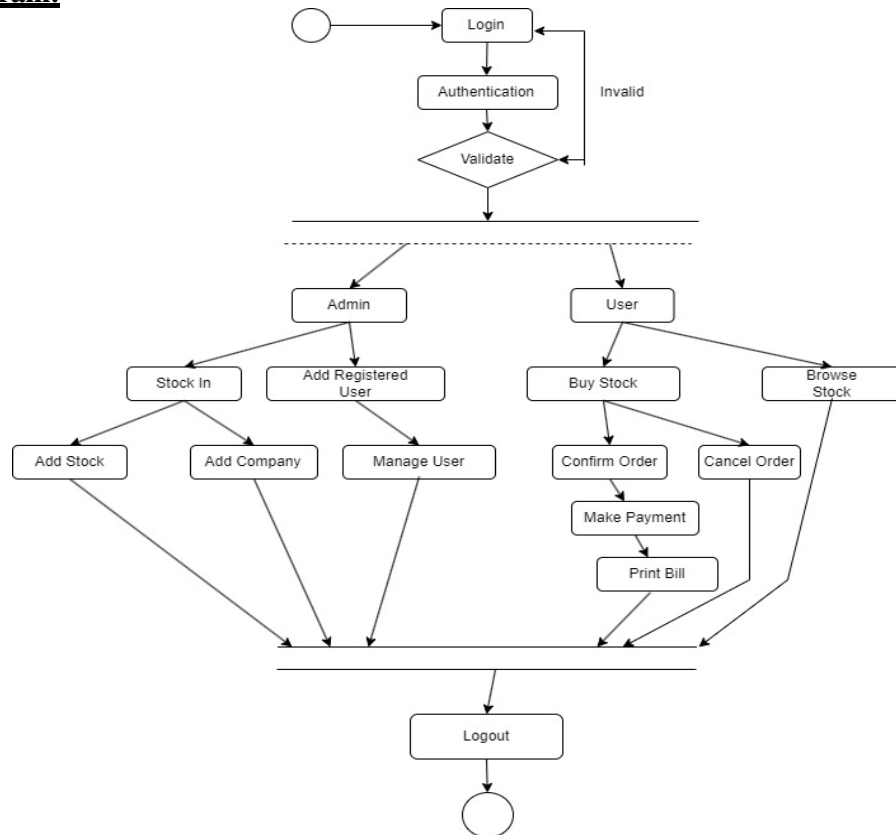 Login
Authentication
Invalid
Validate
Admin
User
Stock In
Add Registered
User
Buy Stock
Browse
Stock
Add Stock
Add Company
Manage User
Confirm Order
Cancel Order
Make Payment
Print Bill
Logout